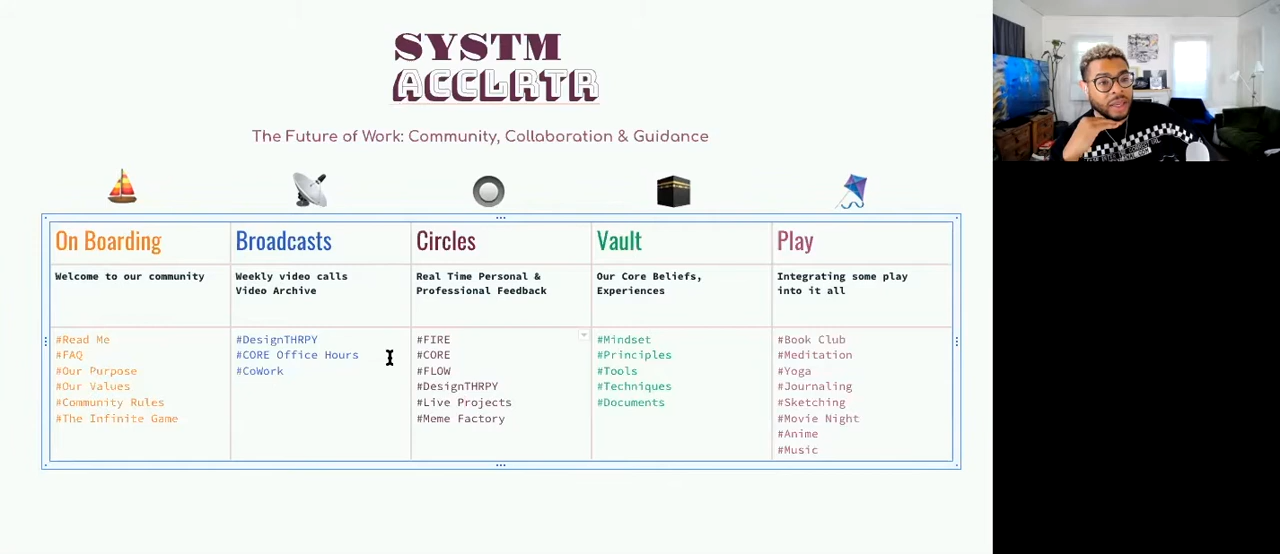 SYSTM
ACCLRTR
The Future of Work: Community, Collaboration & Guidance
On Boarding
Welcome to our community
#Read Me
#FAQ
#Our Purpose
#Our Values
#Community Rules
#The Infinite Game
Broadcasts
Weekly video calls
Video Archive
#DesignTHRPY
#CORE Office Hours
#CoWork
Circles
Real Time Personal &
Professional Feedback
#FIRE
#CORE
#FLOW
#DesignTHRPY
#Live Projects
#Meme Factory
Vault
Our Core Beliefs,
Experiences
#Mindset
#Principles
#Tools
#Techniques
#Documents
Play
Integrating some play
into it all
#Book Club
#Meditation
#Yoga
#Journaling
#Sketching
#Movie Night
#Anime
#Music